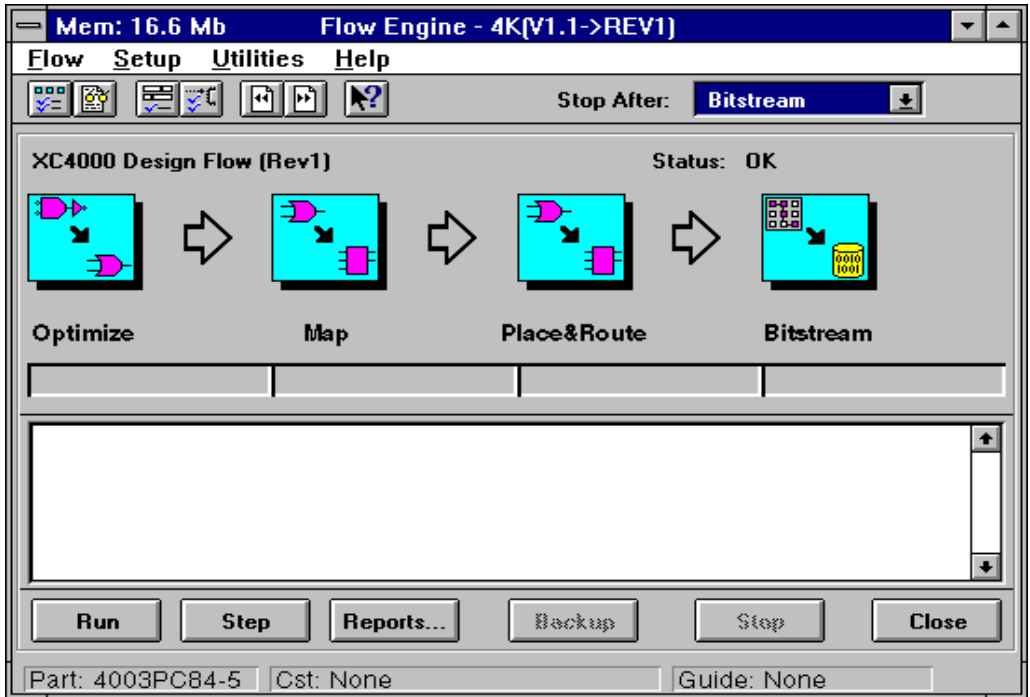 Mem: 16.6 Mb Flow Engine - 4K(V1.1->REV1)
Flow Setup Utilities Help
Stop After: Bitstream
XC4000 Design Flow (Rev1) Status: OK
0010
1001
Optimize Map Place&Route Bitstream
Run Step Reports... Backup Stop Close
Part: 4003PC84-5 Cst: None Guide: None